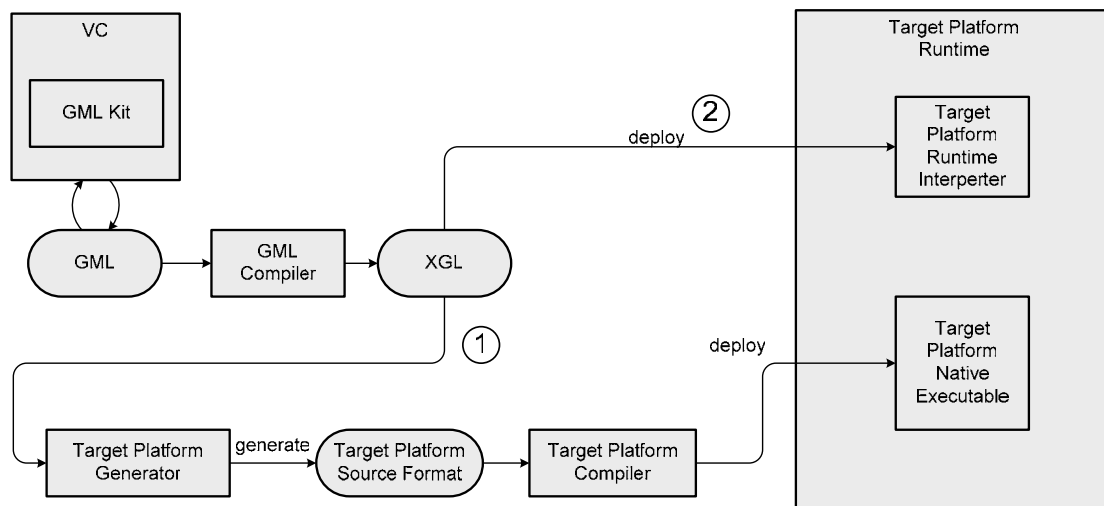 VC
GML Kit
Target Platform
Runtime
2
deploy
Target
Platform
Runtime
Interperter
GML
GML
Compiler
XGL
1
deploy
Target
Platform
Native
Executable
Target Platform
Generator
generate
Target Platform
Source Format
Target Platform
Compiler